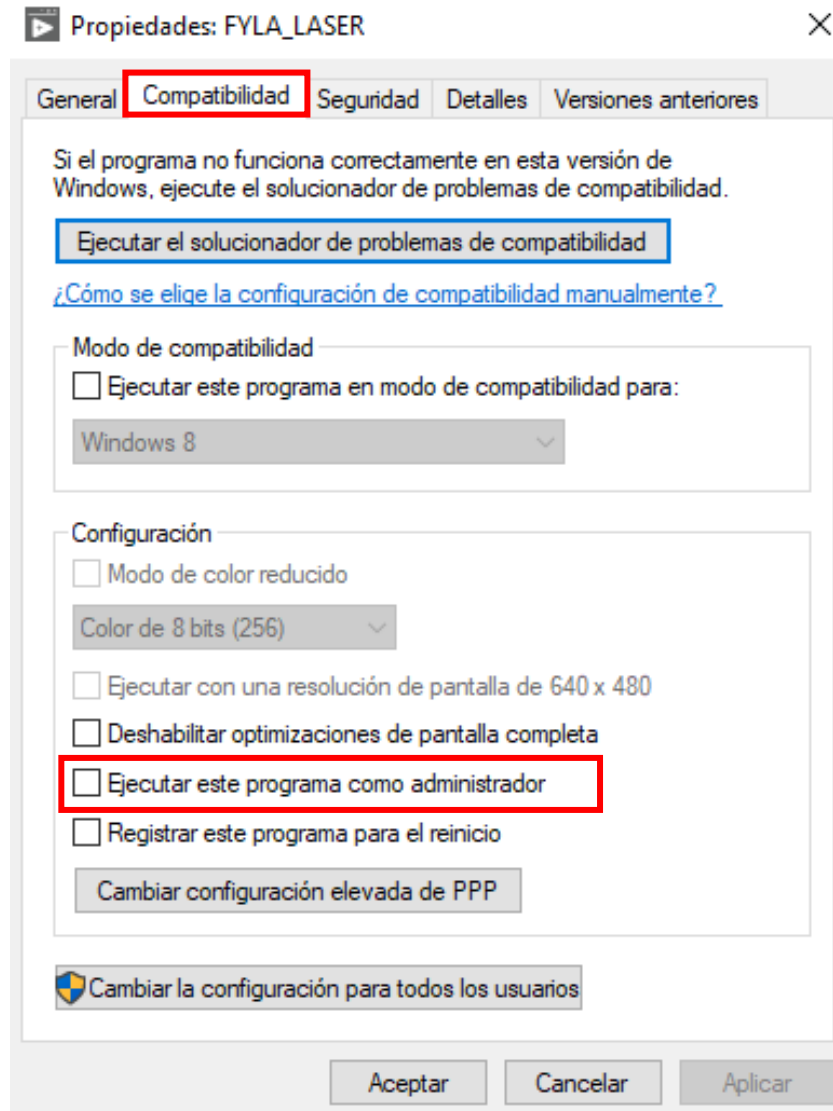 Propiedades: FYLA_LASER
General Compatibilidad Seguridad Detalles Versiones anteriores
Si el programa no funciona correctamente en esta versión de
Windows, ejecute el solucionador de problemas de compatibilidad.
Ejecutar el solucionador de problemas de compatibilidad
¿Cómo se elige la configuración de compatibilidad manualmente?
Modo de compatibilidad
Ejecutar este programa en modo de compatibilidad para:
Windows 8
Configuración
Modo de color reducido
Color de 8 bits (256)
Ejecutar con una resolución de pantalla de 640 x 480
Deshabilitar optimizaciones de pantalla completa
Ejecutar este programa como administrador
Registrar este programa para el reinicio
Cambiar configuración elevada de PPP
Cambiar la configuración para todos los usuarios
Aceptar Cancelar Aplicar